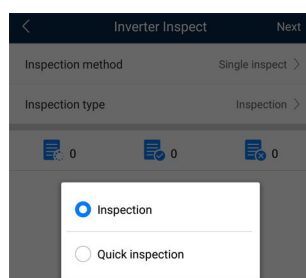 Inverter Inspect Next
Inspection method Single inspect
Inspection type Inspection
0 0 0
Inspection
Quick inspection